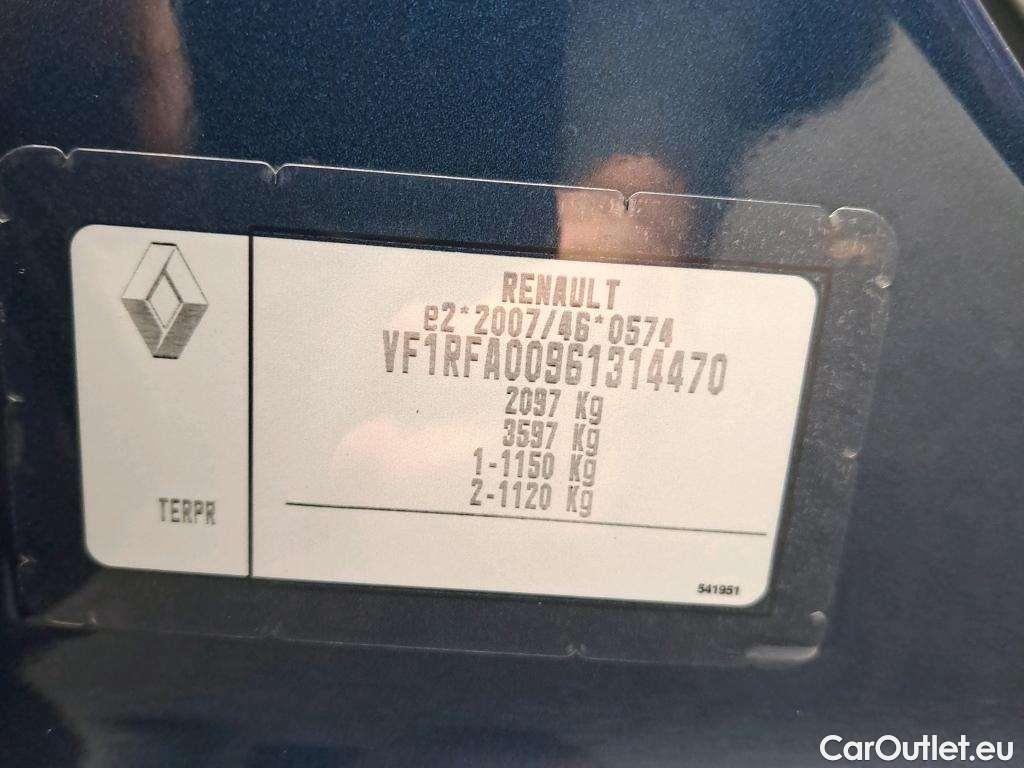 RENAULT
e2*2007/46*0574
VF1RFA00961314470
2097 Kg
3597 Kg
1-1150 Kg
2-1120 Kg
TERPR
541951
CarOutlet.eu